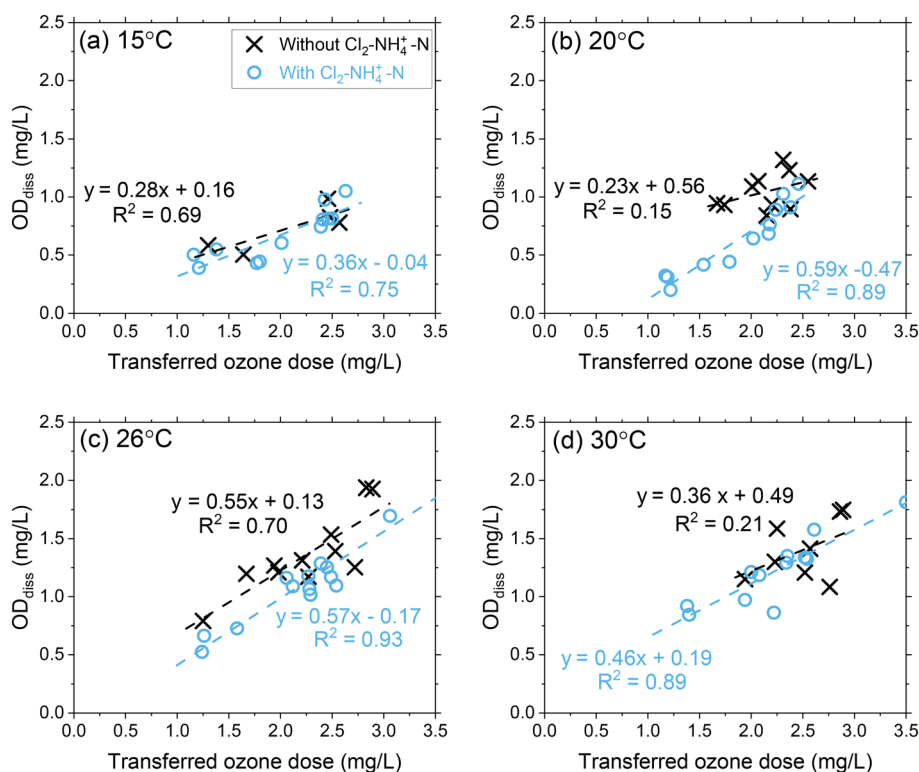 (a) 15°C
Without Cl₂-NH₄⁺-N
With Cl₂-NH₄⁺-N
y = 0.28x + 0.16
R² = 0.69
y = 0.36x - 0.04
R² = 0.75
2.5
2.0
1.5
1.0
0.5
0.0
OD_diss (mg/L)
0.0 0.5 1.0 1.5 2.0 2.5 3.0 3.5
Transferred ozone dose (mg/L)
(b) 20°C
y = 0.23x + 0.56
R² = 0.15
y = 0.59x -0.47
R² = 0.89
2.5
2.0
1.5
1.0
0.5
0.0
OD_diss (mg/L)
0.0 0.5 1.0 1.5 2.0 2.5 3.0 3.5
Transferred ozone dose (mg/L)
(c) 26°C
y = 0.55x + 0.13
R² = 0.70
y = 0.57x - 0.17
R² = 0.93
2.5
2.0
1.5
1.0
0.5
0.0
OD_diss (mg/L)
0.0 0.5 1.0 1.5 2.0 2.5 3.0 3.5
Transferred ozone dose (mg/L)
(d) 30°C
y = 0.36 x + 0.49
R² = 0.21
y = 0.46x + 0.19
R² = 0.89
2.5
2.0
1.5
1.0
0.5
0.0
OD_diss (mg/L)
0.0 0.5 1.0 1.5 2.0 2.5 3.0 3.5
Transferred ozone dose (mg/L)